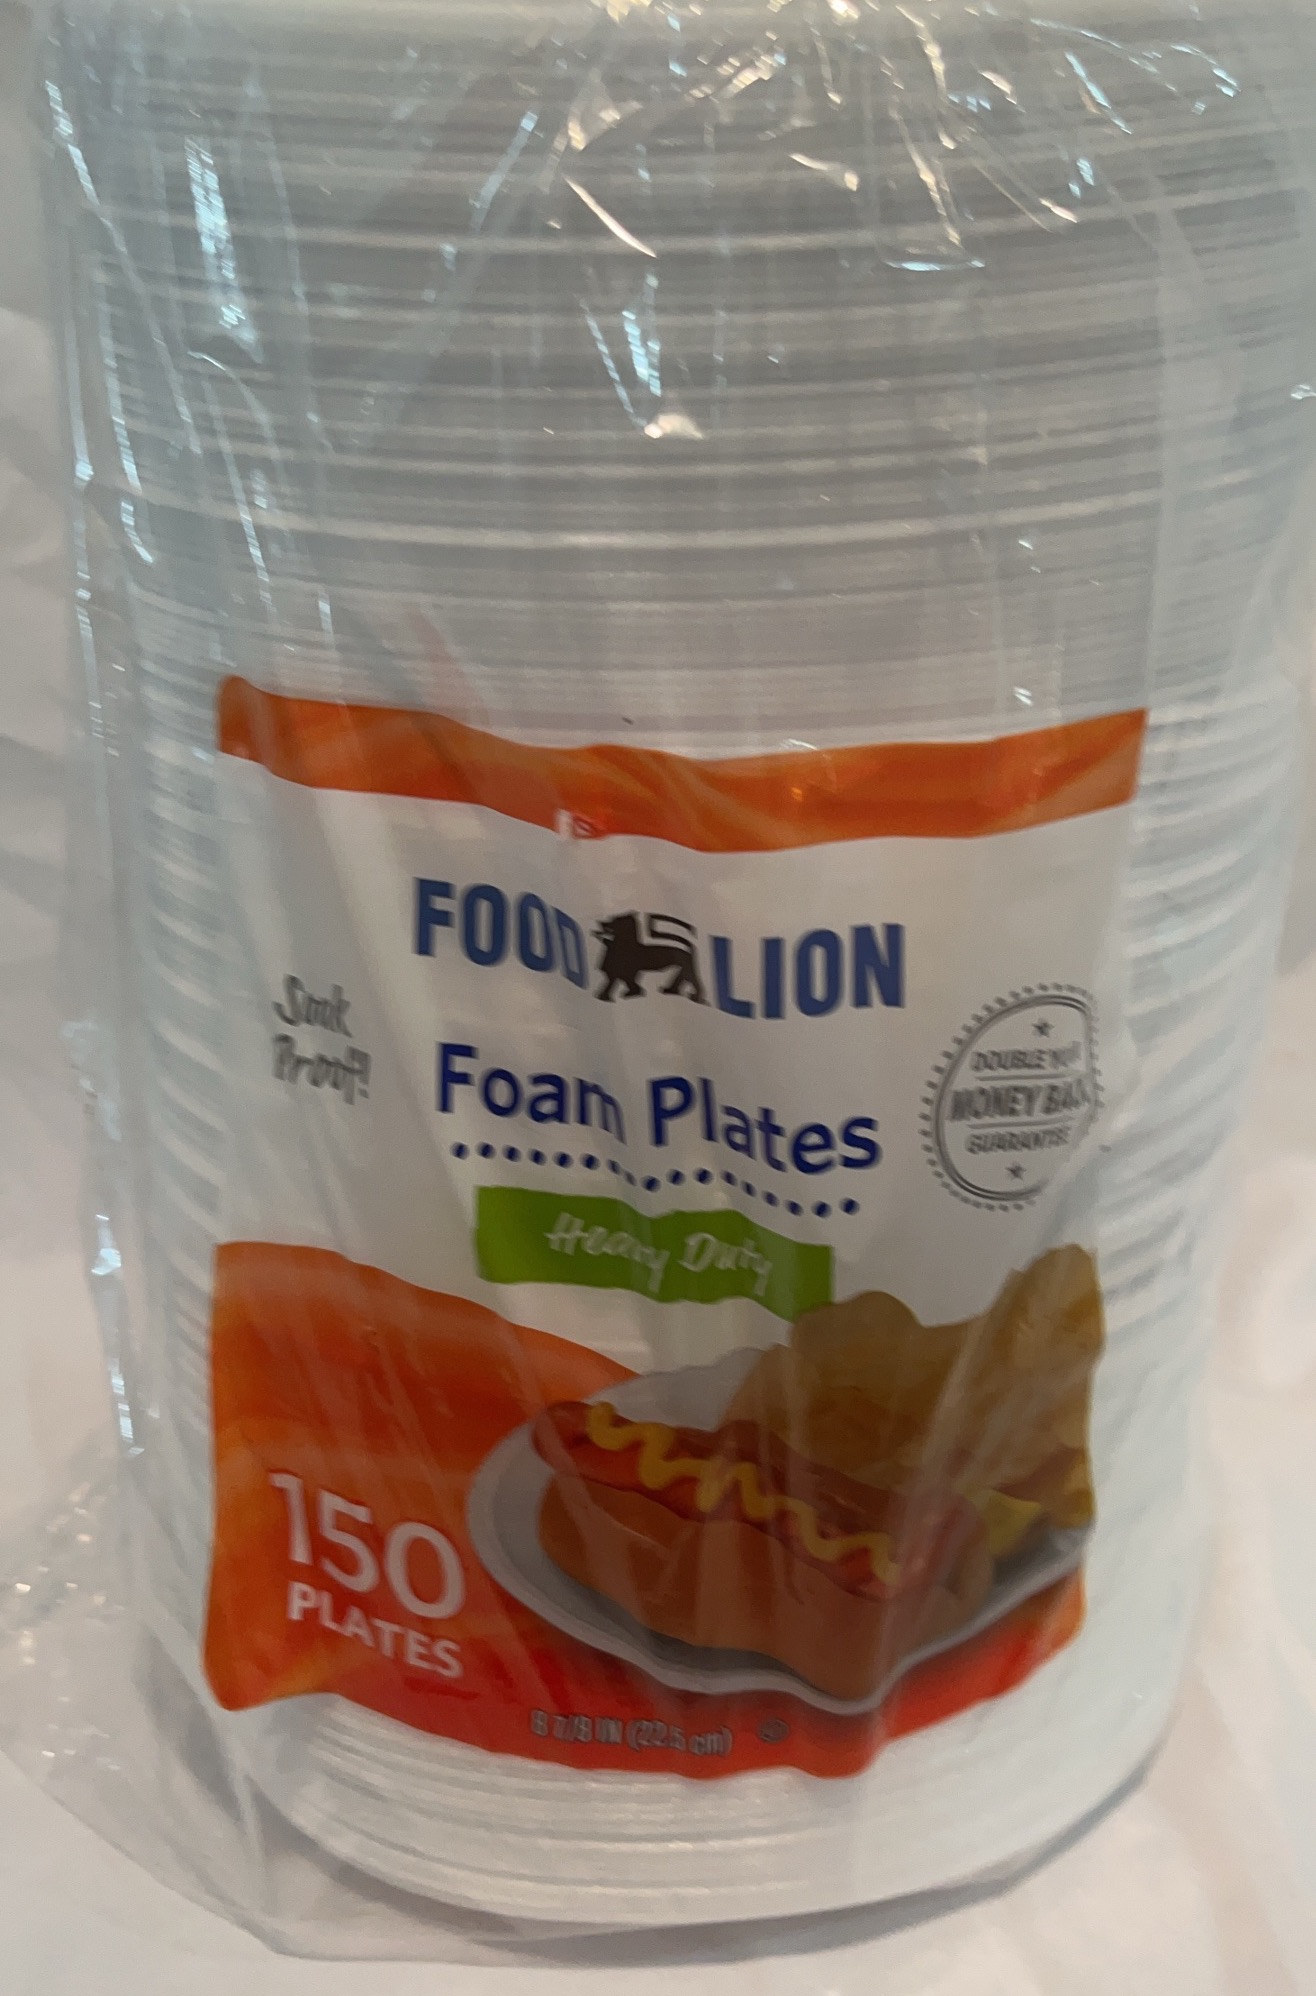 FOOD LION
Soak
Proof!
Foam Plates
DOUBLE YOUR
MONEY BACK
GUARANTEE
Heavy Duty
150
PLATES
8 7/8 IN (22.5 cm)